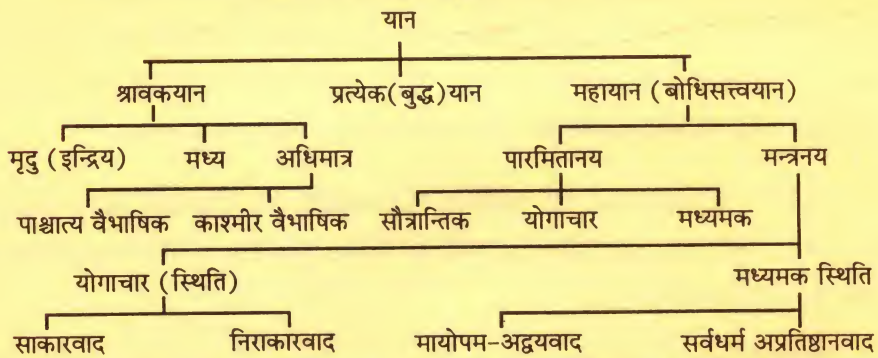 यान
श्रावकयान प्रत्येक(बुद्ध)यान महायान (बोधिसत्त्वयान)
मृदु (इन्द्रिय) मध्य अधिमात्र पारमितानय मन्त्रनय
पाश्चात्य वैभाषिक काश्मीर वैभाषिक सौत्रान्तिक योगाचार मध्यमक
योगाचार (स्थिति) मध्यमक स्थिति
साकारवाद निराकारवाद मायोपम-अद्वयवाद सर्वधर्म अप्रतिष्ठानवाद